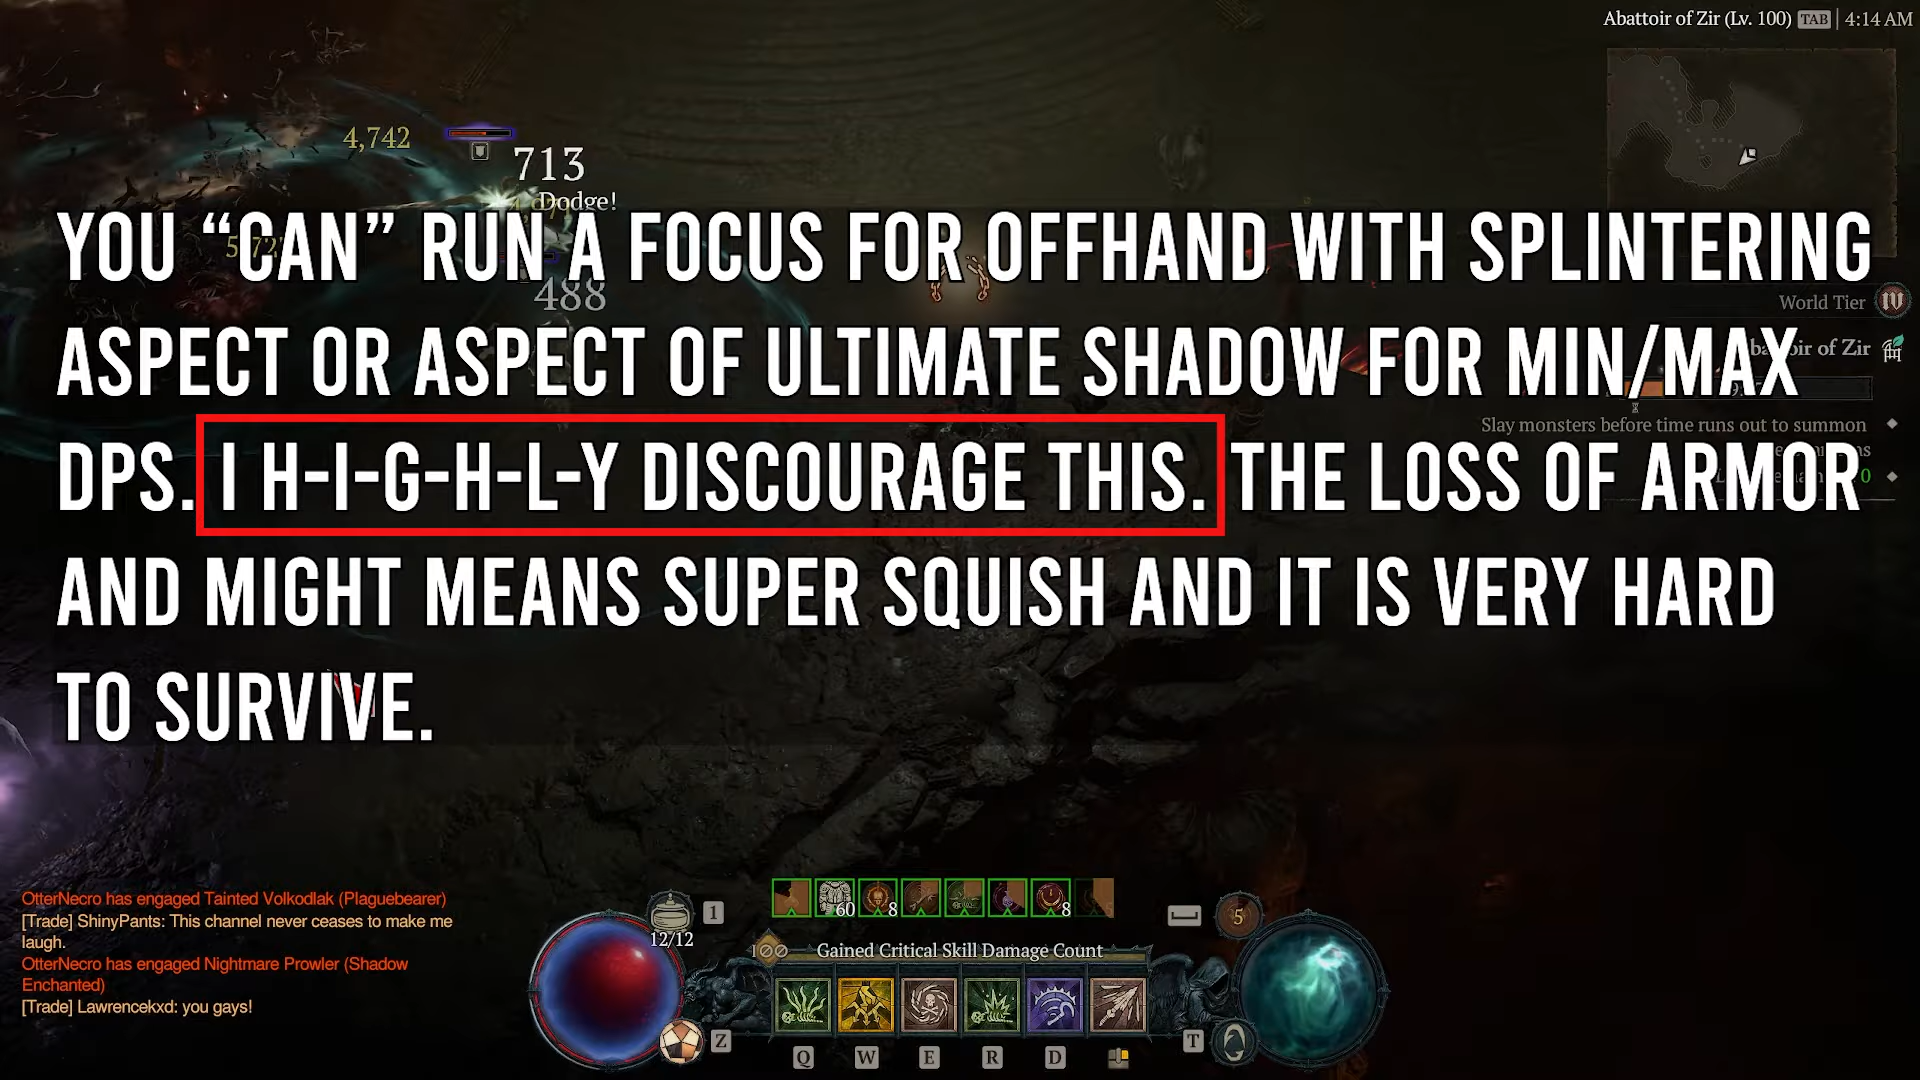 Abattoir of Zir (Lv. 100) TAB | 4:14 AM
4,742
713
Dodge!
YOU “CAN” RUN A FOCUS FOR OFFHAND WITH SPLINTERING
488
World Tier IV
ASPECT OR ASPECT OF ULTIMATE SHADOW FOR MIN/MAX
Slay monsters before time runs out to summon
DPS. I H-I-G-H-L-Y DISCOURAGE THIS. THE LOSS OF ARMOR
AND MIGHT MEANS SUPER SQUISH AND IT IS VERY HARD
TO SURVIVE.
OtterNecro has engaged Tainted Volkodlak (Plaguebearer)
[Trade] ShinyPants: This channel never ceases to make me
laugh.
OtterNecro has engaged Nightmare Prowler (Shadow
Enchanted)
[Trade] Lawrencekxd: you gays!
60 8 8
1 5
12/12
100 Gained Critical Skill Damage Count
Z T
Q W E R D